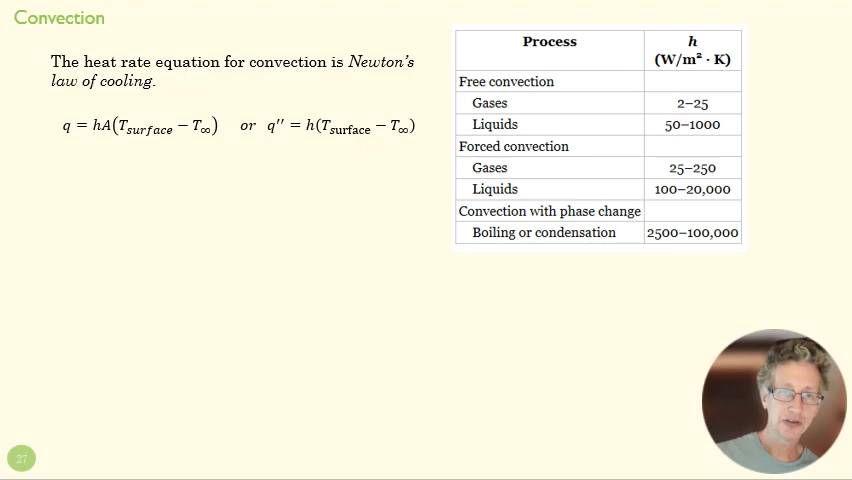 Convection
The heat rate equation for convection is Newton's
law of cooling.
q = hA(T_surface − T_∞) or q′′ = h(T_surface − T_∞)
Process h
(W/m² · K)
Free convection
Gases 2–25
Liquids 50–1000
Forced convection
Gases 25–250
Liquids 100–20,000
Convection with phase change
Boiling or condensation 2500–100,000
27